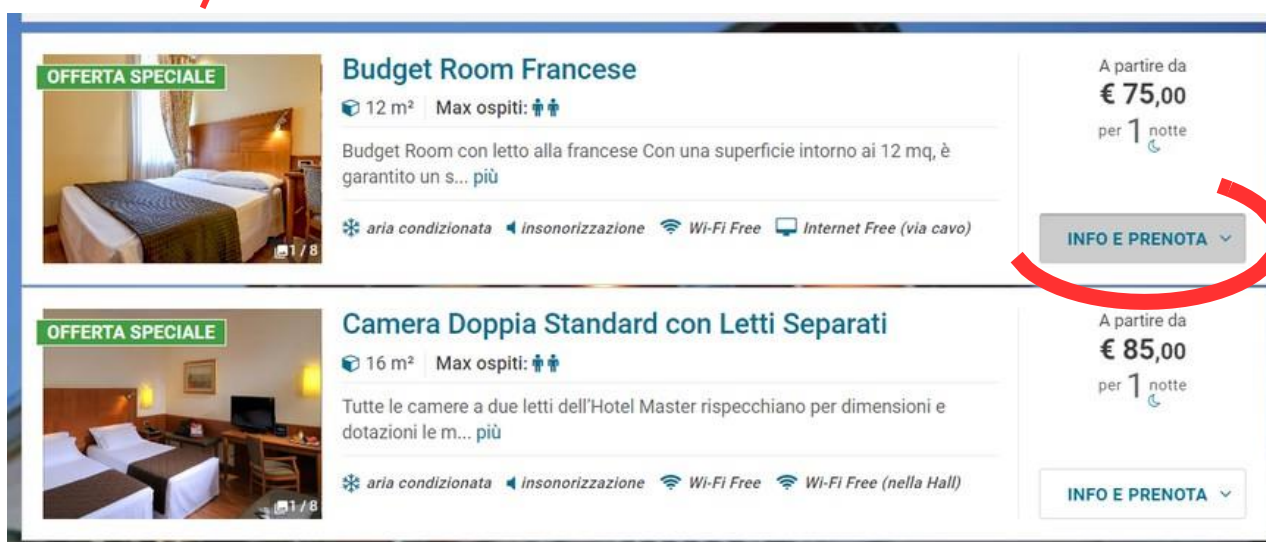 OFFERTA SPECIALE
Budget Room Francese
12 m² Max ospiti:
Budget Room con letto alla francese Con una superficie intorno ai 12 mq, è
garantito un s... più
aria condizionata insonorizzazione Wi-Fi Free Internet Free (via cavo)
1 / 8
A partire da
€ 75,00
per 1 notte
INFO E PRENOTA
OFFERTA SPECIALE
Camera Doppia Standard con Letti Separati
16 m² Max ospiti:
Tutte le camere a due letti dell'Hotel Master rispecchiano per dimensioni e
dotazioni le m... più
aria condizionata insonorizzazione Wi-Fi Free Wi-Fi Free (nella Hall)
1 / 8
A partire da
€ 85,00
per 1 notte
INFO E PRENOTA